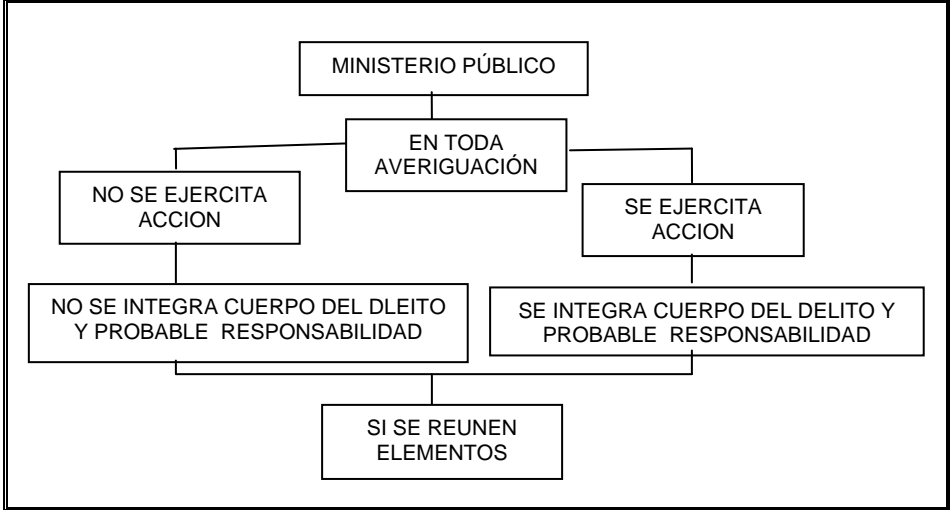 MINISTERIO PÚBLICO
EN TODA
AVERIGUACIÓN
NO SE EJERCITA
ACCION
SE EJERCITA
ACCION
NO SE INTEGRA CUERPO DEL DLEITO
Y PROBABLE RESPONSABILIDAD
SE INTEGRA CUERPO DEL DELITO Y
PROBABLE RESPONSABILIDAD
SI SE REUNEN
ELEMENTOS